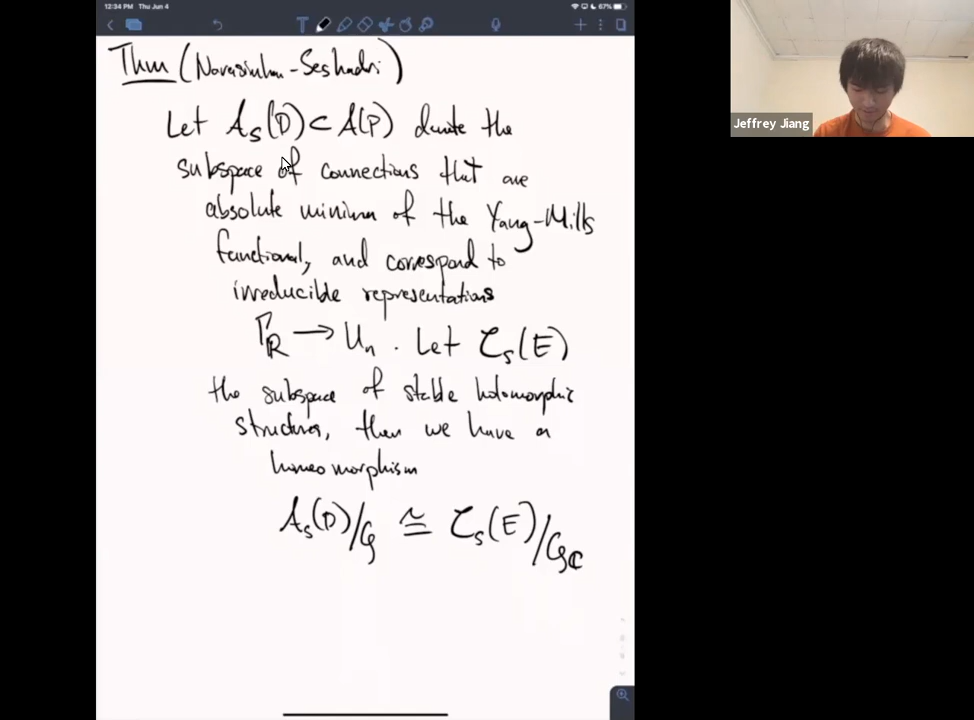 12:34 PM Thu Jun 4
67%
Thm (Narasimhan-Seshadri)
Let A_s(P) ⊂ A(P) denote the
subspace of connections that are
absolute minima of the Yang-Mills
functional, and correspond to
irreducible representations
Γ_ℝ → U_n. Let C_s(E)
the subspace of stable holomorphic
structures, then we have a
homeomorphism
A_s(P)/G ≅ C_s(E)/G_ℂ
Jeffrey Jiang